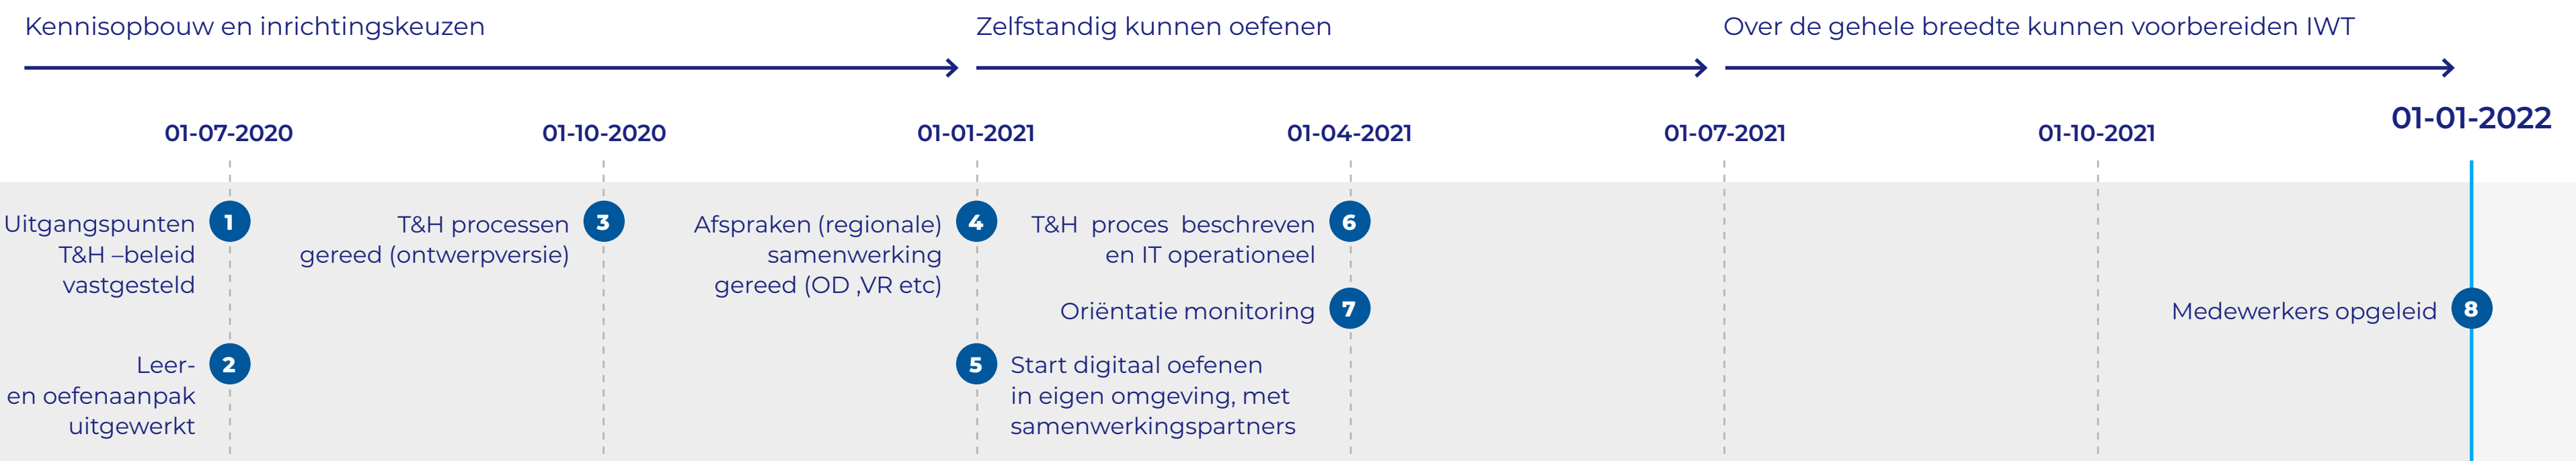 Kennisopbouw en inrichtingskeuzen
Zelfstandig kunnen oefenen
Over de gehele breedte kunnen voorbereiden IWT
01-07-2020
01-10-2020
01-01-2021
01-04-2021
01-07-2021
01-10-2021
01-01-2022
Uitgangspunten
T&H –beleid
vastgesteld
1
Leer-
en oefenaanpak
uitgewerkt
2
T&H processen
gereed (ontwerpversie)
3
Afspraken (regionale)
samenwerking
gereed (OD ,VR etc)
4
5
Start digitaal oefenen
in eigen omgeving, met
samenwerkingspartners
T&H proces beschreven
en IT operationeel
6
Oriëntatie monitoring
7
Medewerkers opgeleid
8